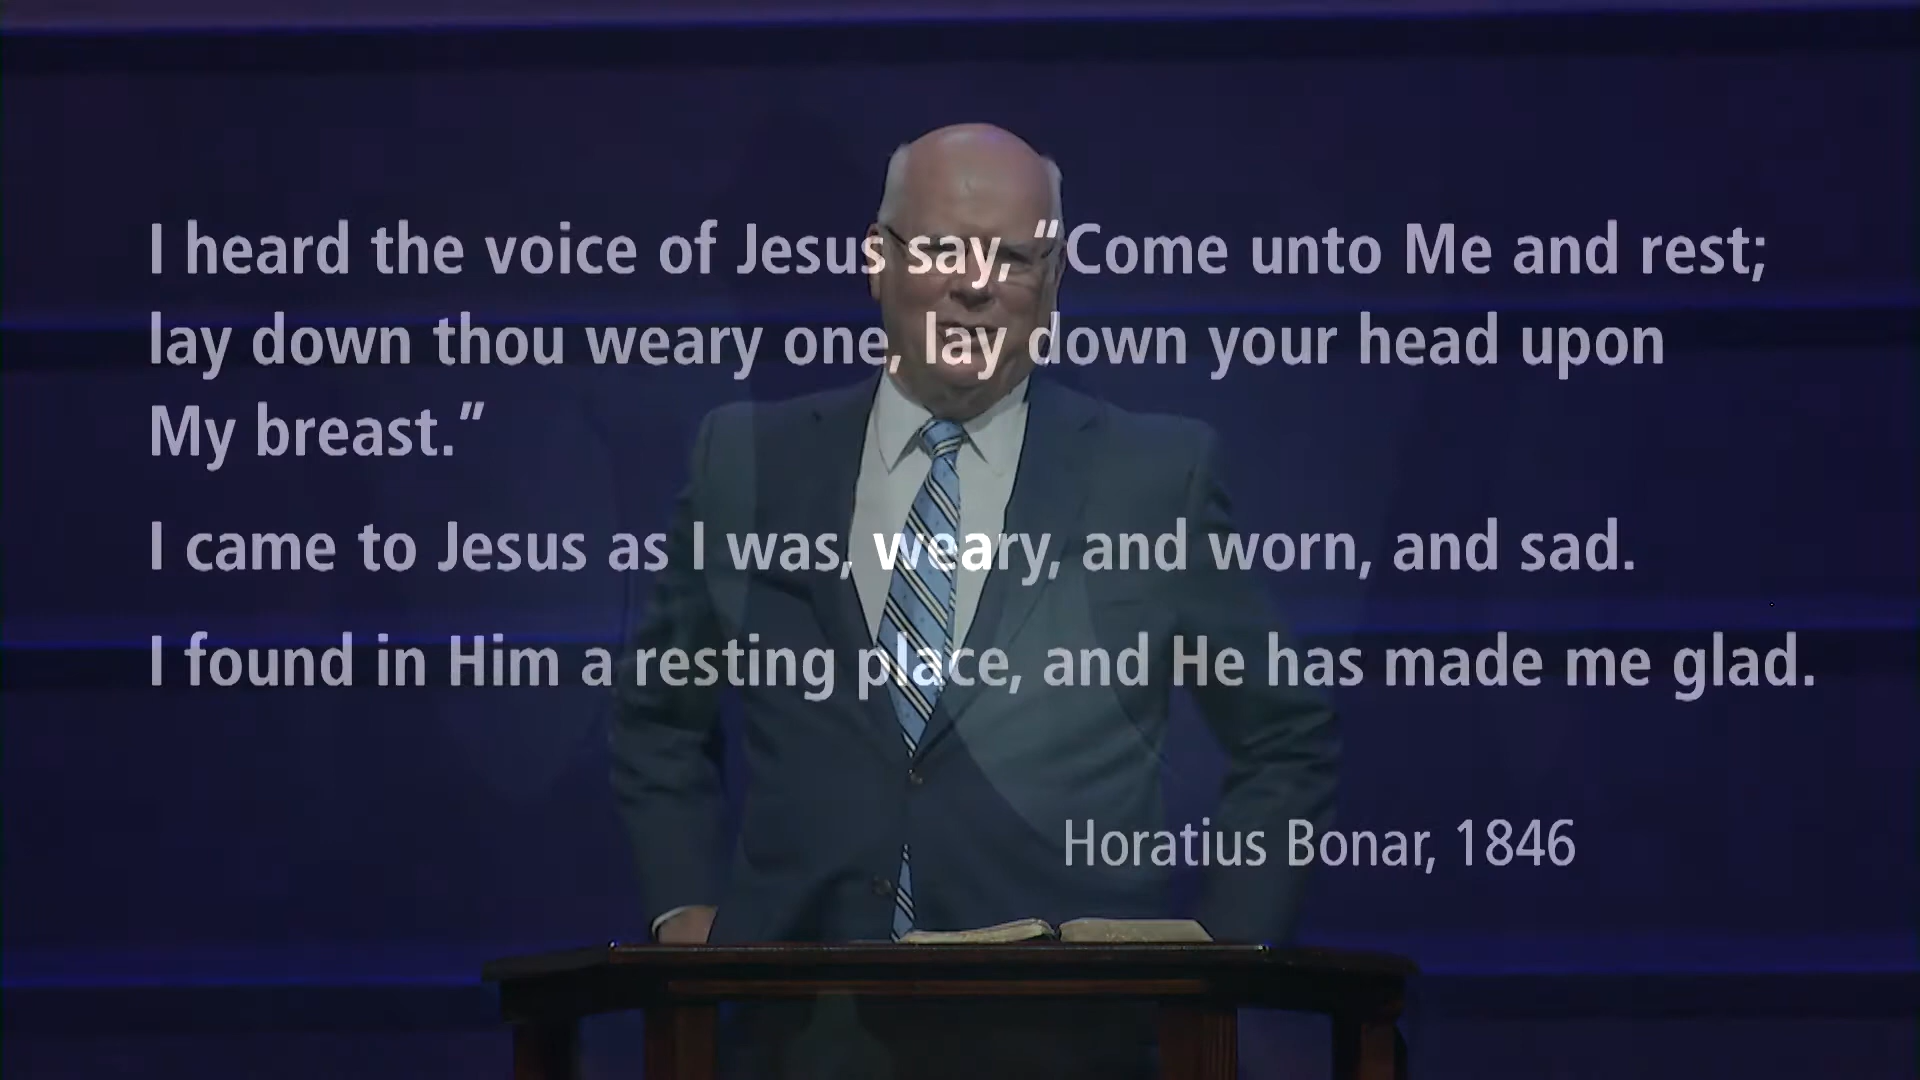 I heard the voice of Jesus say, “Come unto Me and rest;
lay down thou weary one, lay down your head upon
My breast.”
I came to Jesus as I was, weary, and worn, and sad.
I found in Him a resting place, and He has made me glad.
Horatius Bonar, 1846